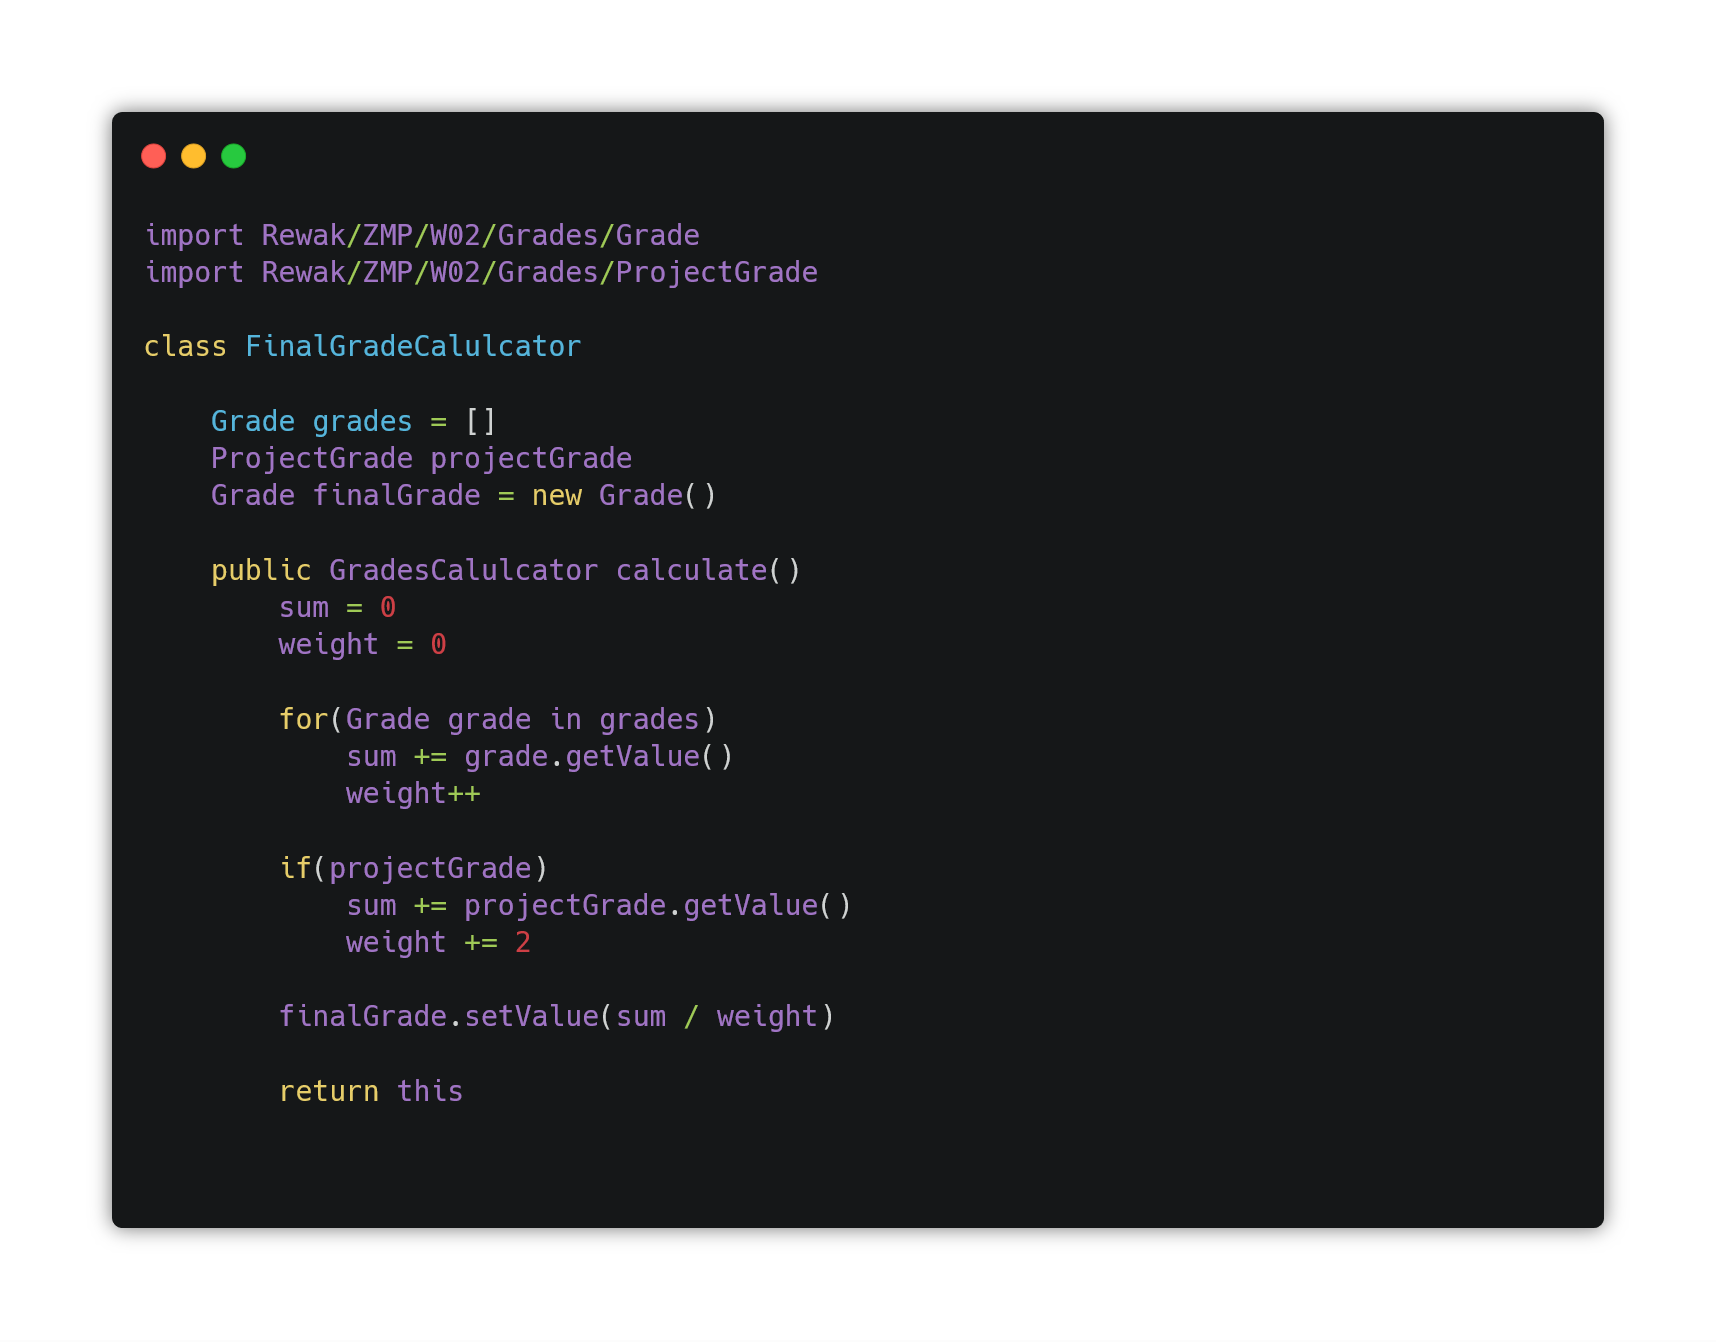 import Rewak/ZMP/W02/Grades/Grade
import Rewak/ZMP/W02/Grades/ProjectGrade
class FinalGradeCalulcator
Grade grades = []
ProjectGrade projectGrade
Grade finalGrade = new Grade()
public GradesCalulcator calculate()
sum = 0
weight = 0
for(Grade grade in grades)
sum += grade.getValue()
weight++
if(projectGrade)
sum += projectGrade.getValue()
weight += 2
finalGrade.setValue(sum / weight)
return this